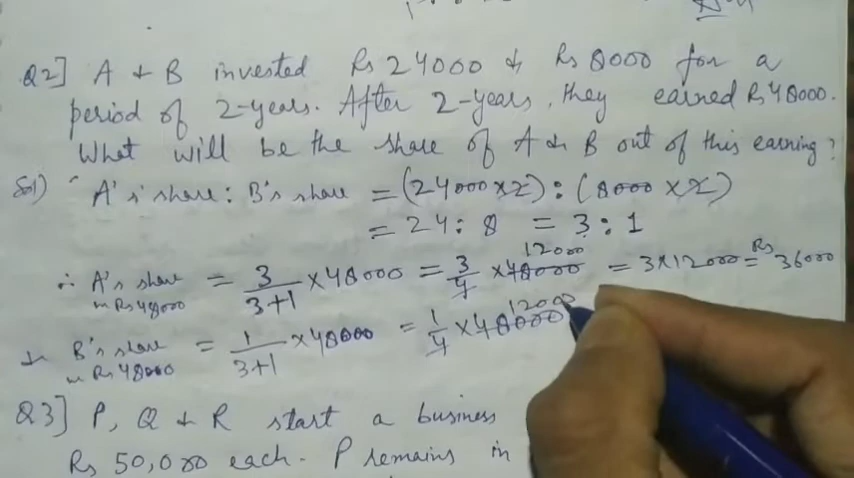 Q2] A & B invested Rs 24000 & Rs 8000 for a
period of 2-years. After 2-years, they earned Rs 48000.
What will be the share of A & B out of this earning?
Sol) A's share : B's share = (24000 x 2) : (8000 x 2)
= 24 : 8 = 3 : 1
∴ A's share in Rs 48000 = 3/(3+1) x 48000 = 3/4 x 48000 12000 = 3 x 12000 = Rs 36000
& B's share in Rs 48000 = 1/(3+1) x 48000 = 1/4 x 48000 12000
Q3] P, Q & R start a business
Rs 50,000 each. P remains in